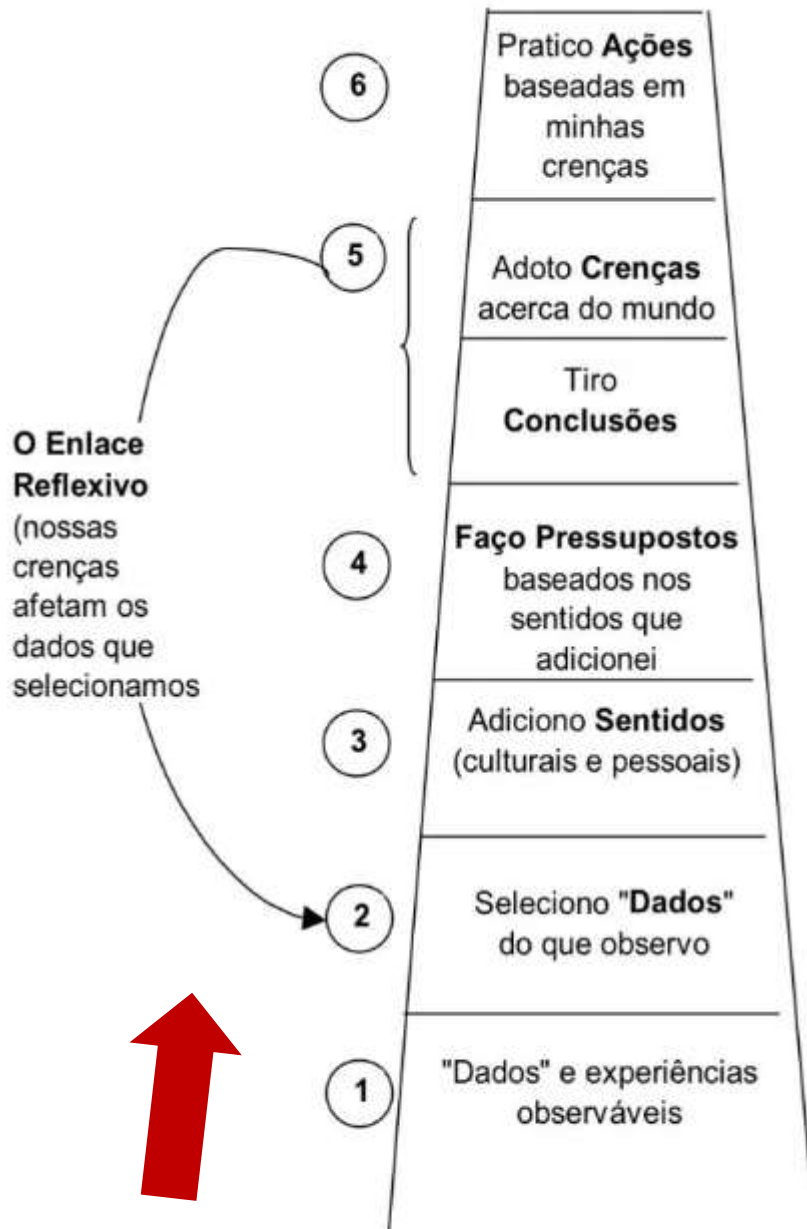 6
Pratico Ações
baseadas em
minhas
crenças
5
Adoto Crenças
acerca do mundo
Tiro
Conclusões
O Enlace
Reflexivo
(nossas
crenças
afetam os
dados que
selecionamos
4
Faço Pressupostos
baseados nos
sentidos que
adicionei
3
Adiciono Sentidos
(culturais e pessoais)
2
Seleciono "Dados"
do que observo
1
"Dados" e experiências
observáveis